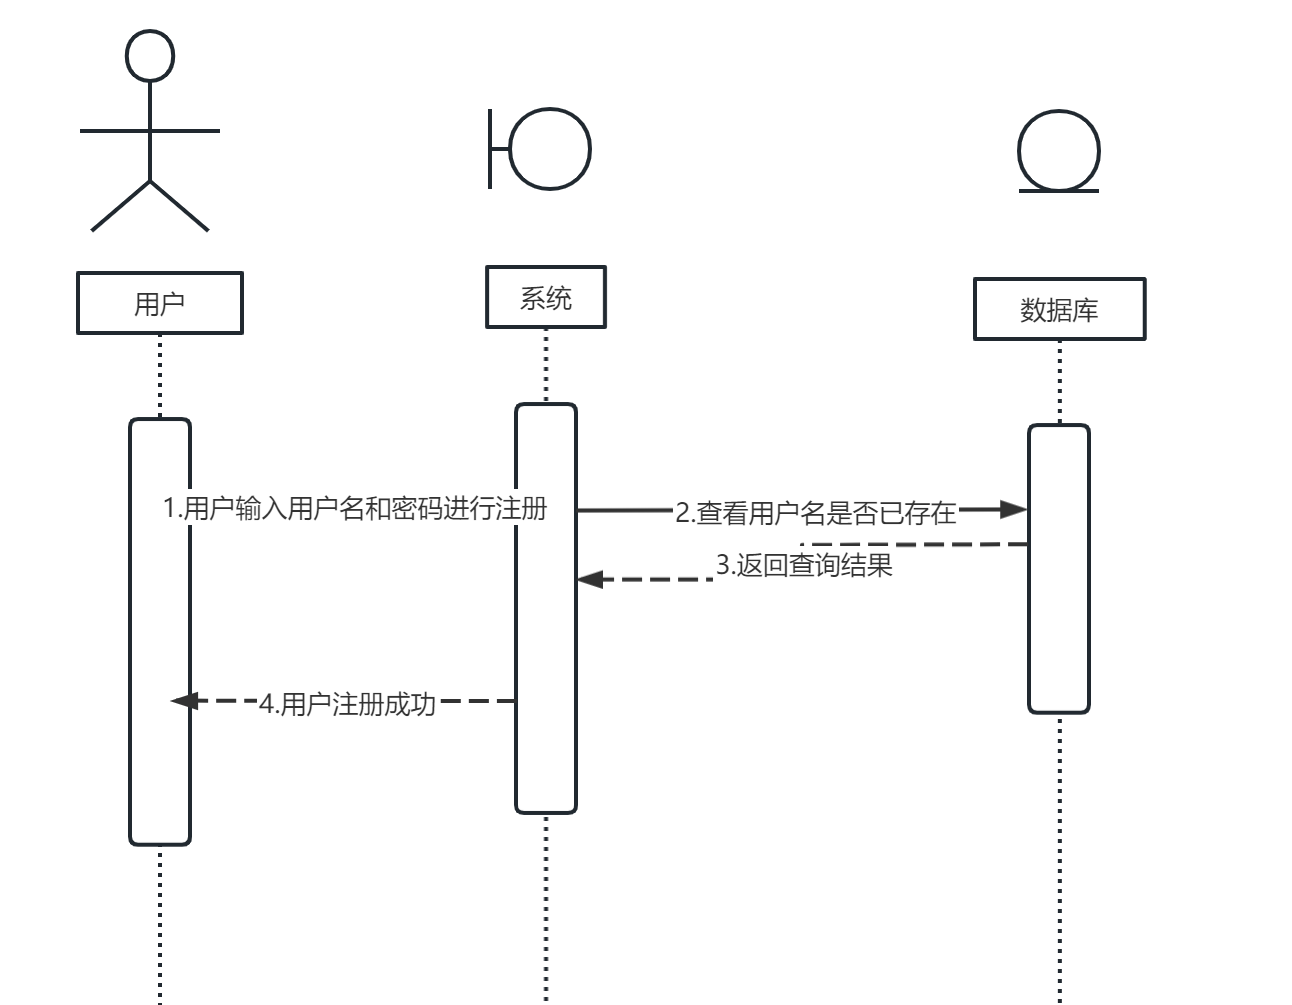 用户
系统
数据库
1.用户输入用户名和密码进行注册
2.查看用户名是否已存在
3.返回查询结果
4.用户注册成功